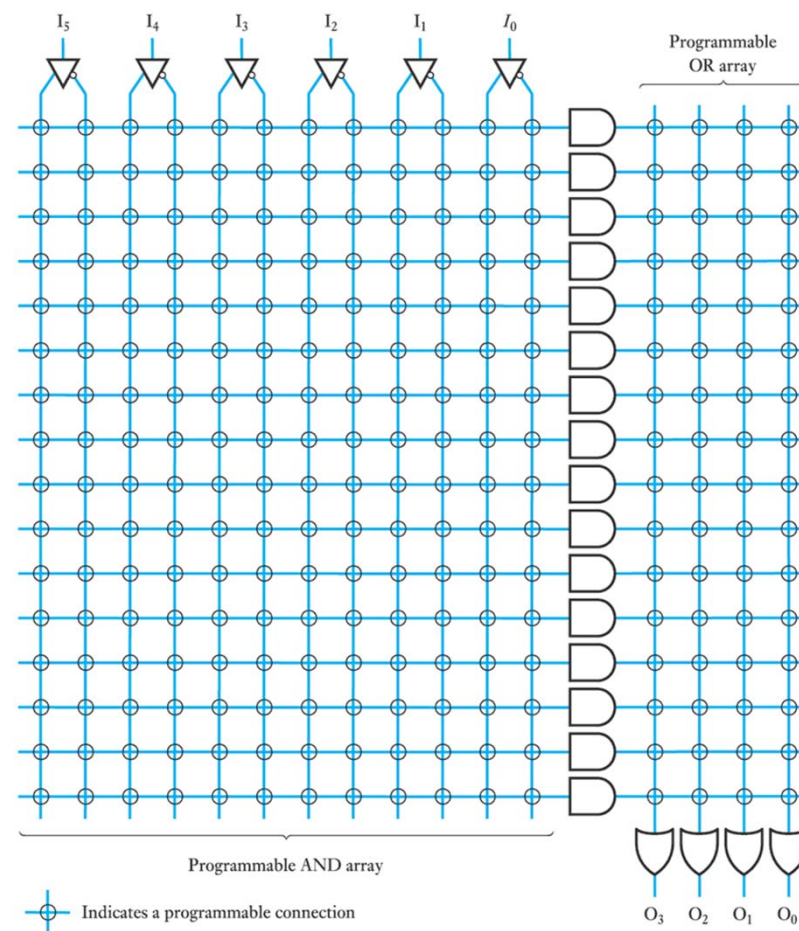 I₅ I₄ I₃ I₂ I₁ I₀
Programmable
OR array
Programmable AND array
Indicates a programmable connection
O₃ O₂ O₁ O₀